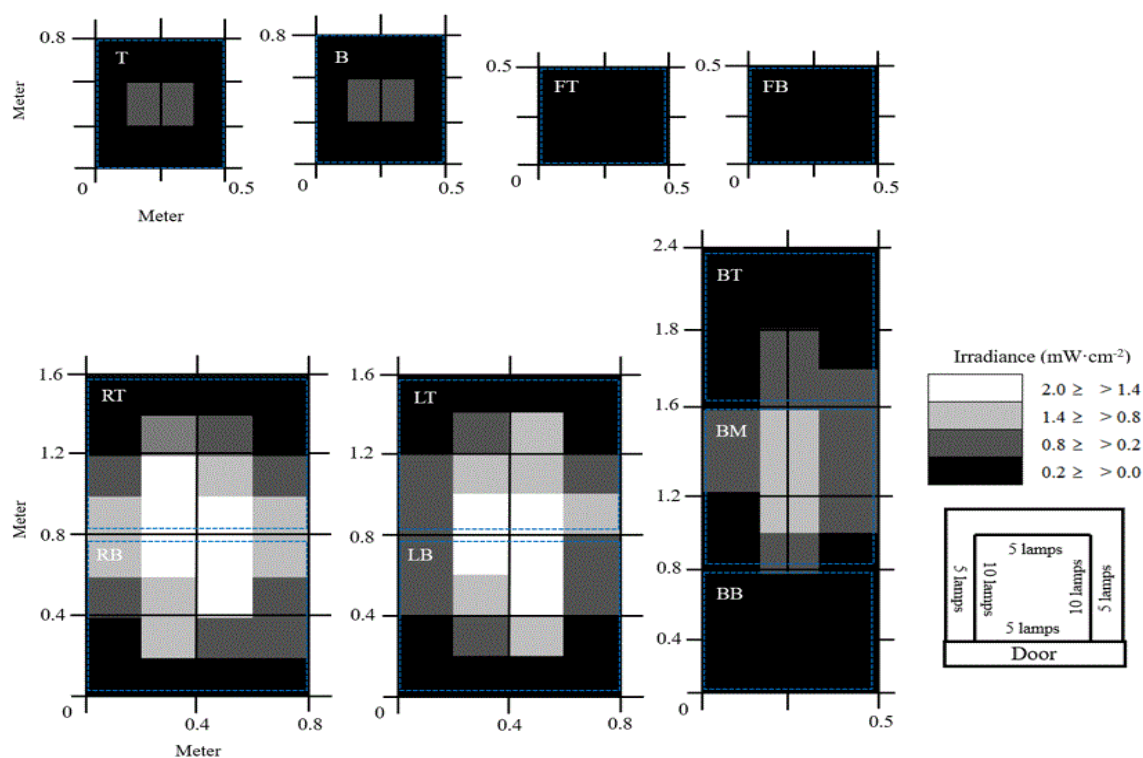 0.8
T
Meter
0
0.5
Meter
0.8
B
0
0.5
0.5
FT
0
0.5
0.5
FB
0
0.5
1.6
RT
1.2
Meter
0.8
RB
0.4
0
0.4
0.8
Meter
1.6
LT
1.2
0.8
LB
0.4
0
0.4
0.8
2.4
BT
1.8
1.6
BM
1.2
0.8
BB
0.4
0
0.5
Irradiance (mW·cm-2)
2.0 ≥ > 1.4
1.4 ≥ > 0.8
0.8 ≥ > 0.2
0.2 ≥ > 0.0
5 lamps
5 lamps
10 lamps
10 lamps
5 lamps
5 lamps
Door